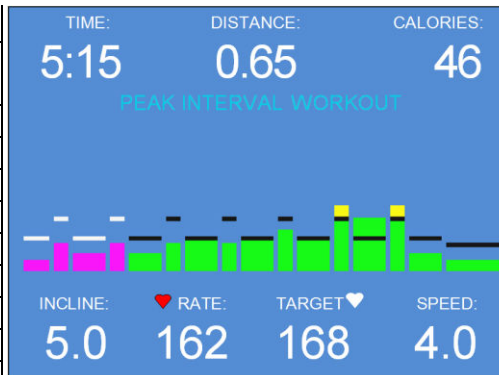 TIME: DISTANCE: CALORIES:
5:15 0.65 46
PEAK INTERVAL WORKOUT
INCLINE: RATE: TARGET SPEED:
5.0 162 168 4.0